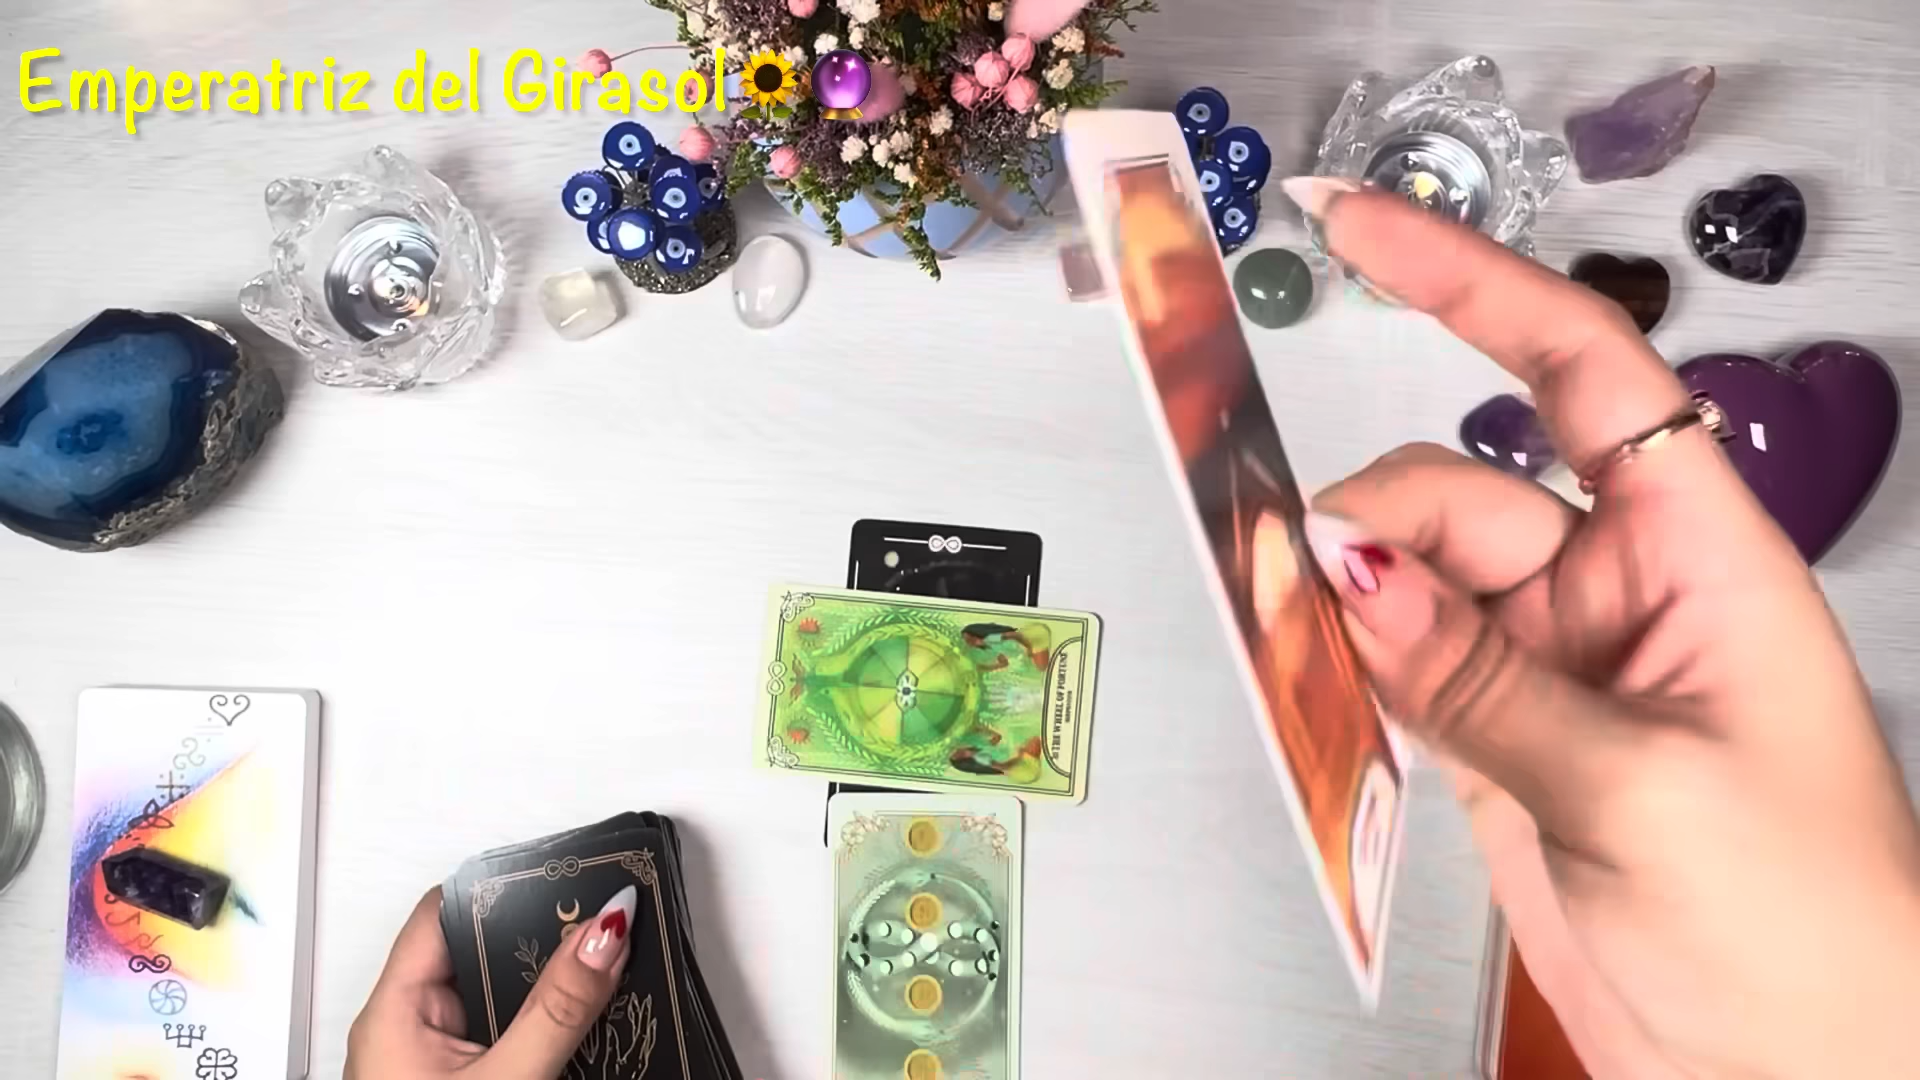 Emperatriz del Girasol🌻🔮
THE WHEEL OF FORTUNE